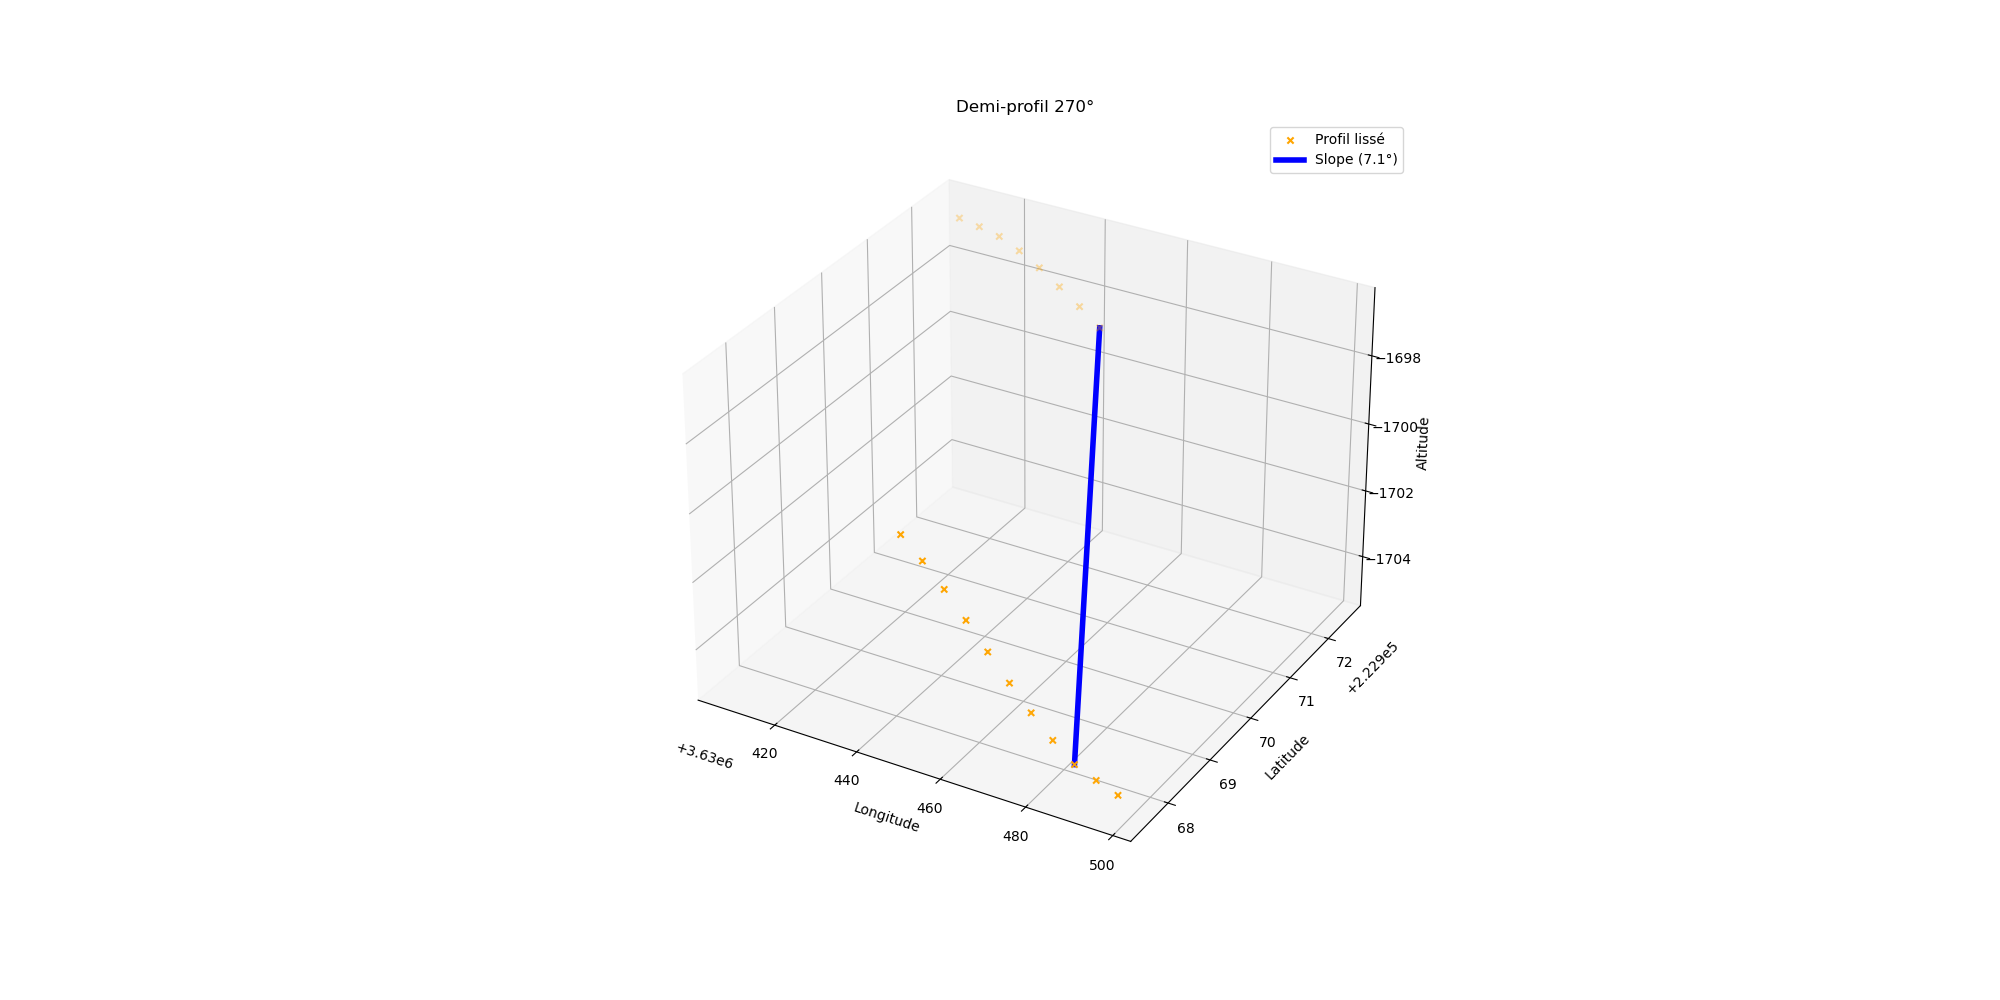 Demi-profil 270°
Profil lissé
Slope (7.1°)
−1698
−1700
−1702
−1704
Altitude
72
71
70
69
68
+2.229e5
Latitude
+3.63e6
420
440
460
480
500
Longitude